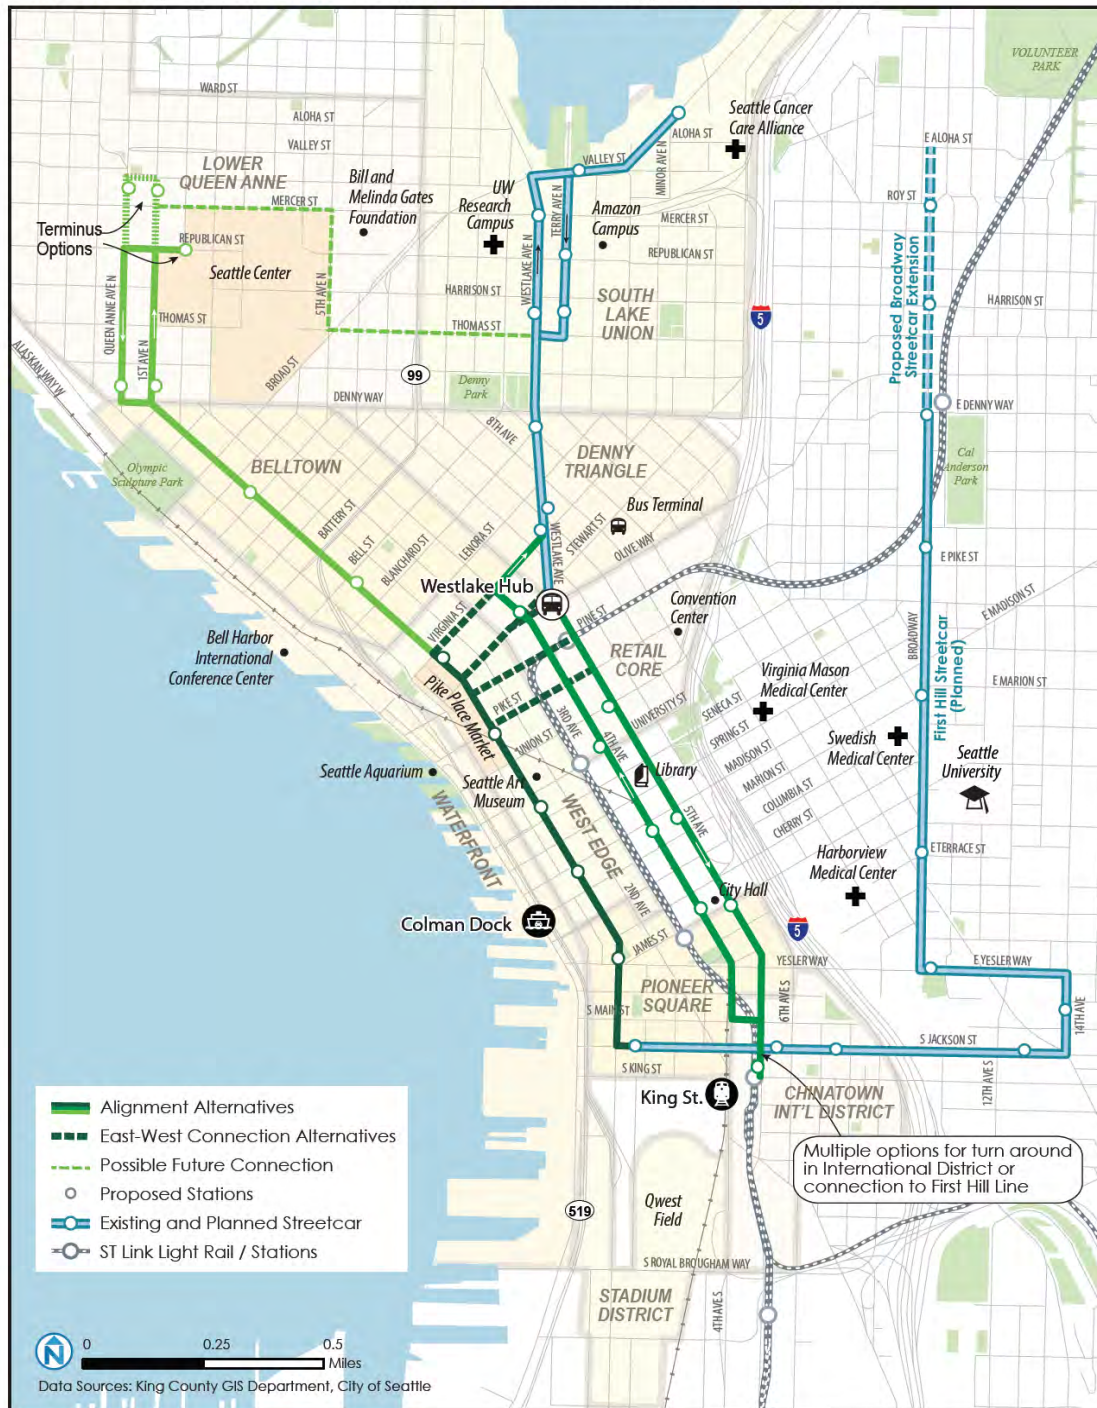 VOLUNTEER
PARK
WARD ST
ALOHA ST
VALLEY ST
LOWER
QUEEN ANNE
MERCER ST
Bill and
Melinda Gates
Foundation
UW
Research
Campus
VALLEY ST
ALOHA ST
MINOR AVE N
Seattle Cancer
Care Alliance
E ALOHA ST
ROY ST
Terminus
Options
REPUBLICAN ST
Seattle Center
5TH AVE N
WESTLAKE AVE N
TERRY AVE N
Amazon
Campus
MERCER ST
REPUBLICAN ST
HARRISON ST
SOUTH
LAKE
UNION
Proposed Broadway
Streetcar Extension
HARRISON ST
QUEEN ANNE AVE N
1ST AVE N
THOMAS ST
THOMAS ST
5
ALASKAN WAY W
BROAD ST
99
Denny
Park
DENNY WAY
E DENNY WAY
8TH AVE
DENNY
TRIANGLE
BELLTOWN
Olympic
Sculpture Park
Cal
Anderson
Park
BATTERY ST
BELL ST
BLANCHARD ST
LENORA ST
WESTLAKE AVE
STEWART ST
Bus Terminal
OLIVE WAY
E PIKE ST
Westlake Hub
VIRGINIA ST
PINE ST
Convention
Center
E MADISON ST
Bell Harbor
International
Conference Center
RETAIL
CORE
BROADWAY
First Hill Streetcar
(Planned)
Pike Place Market
PIKE ST
UNION ST
3RD AVE
4TH AVE
UNIVERSITY ST
SENECA ST
SPRING ST
MADISON ST
MARION ST
COLUMBIA ST
CHERRY ST
Virginia Mason
Medical Center
E MARION ST
Swedish
Medical Center
Seattle
University
Seattle Aquarium
Seattle Art
Museum
Library
WATERFRONT
WEST EDGE
5TH AVE
E TERRACE ST
Harborview
Medical Center
2ND AVE
City Hall
Colman Dock
JAMES ST
5
YESLER WAY
E YESLER WAY
PIONEER
SQUARE
6TH AVE S
14TH AVE
S MAIN ST
S JACKSON ST
S KING ST
12TH AVE S
King St.
CHINATOWN
INT'L DISTRICT
Multiple options for turn around
in International District or
connection to First Hill Line
Alignment Alternatives
East-West Connection Alternatives
Possible Future Connection
Proposed Stations
Existing and Planned Streetcar
ST Link Light Rail / Stations
519
Qwest
Field
S ROYAL BROUGHAM WAY
STADIUM
DISTRICT
4TH AVE S
N
0 0.25 0.5
Miles
Data Sources: King County GIS Department, City of Seattle